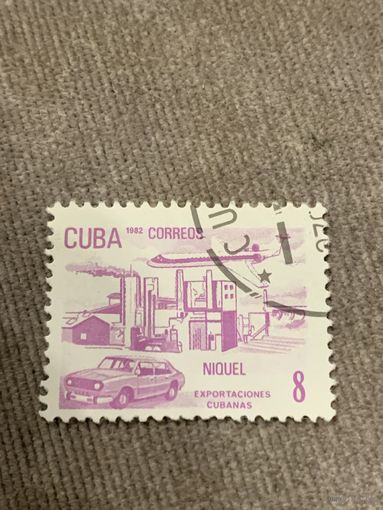 CUBA 1982 CORREOS
NIQUEL
EXPORTACIONES
CUBANAS
8